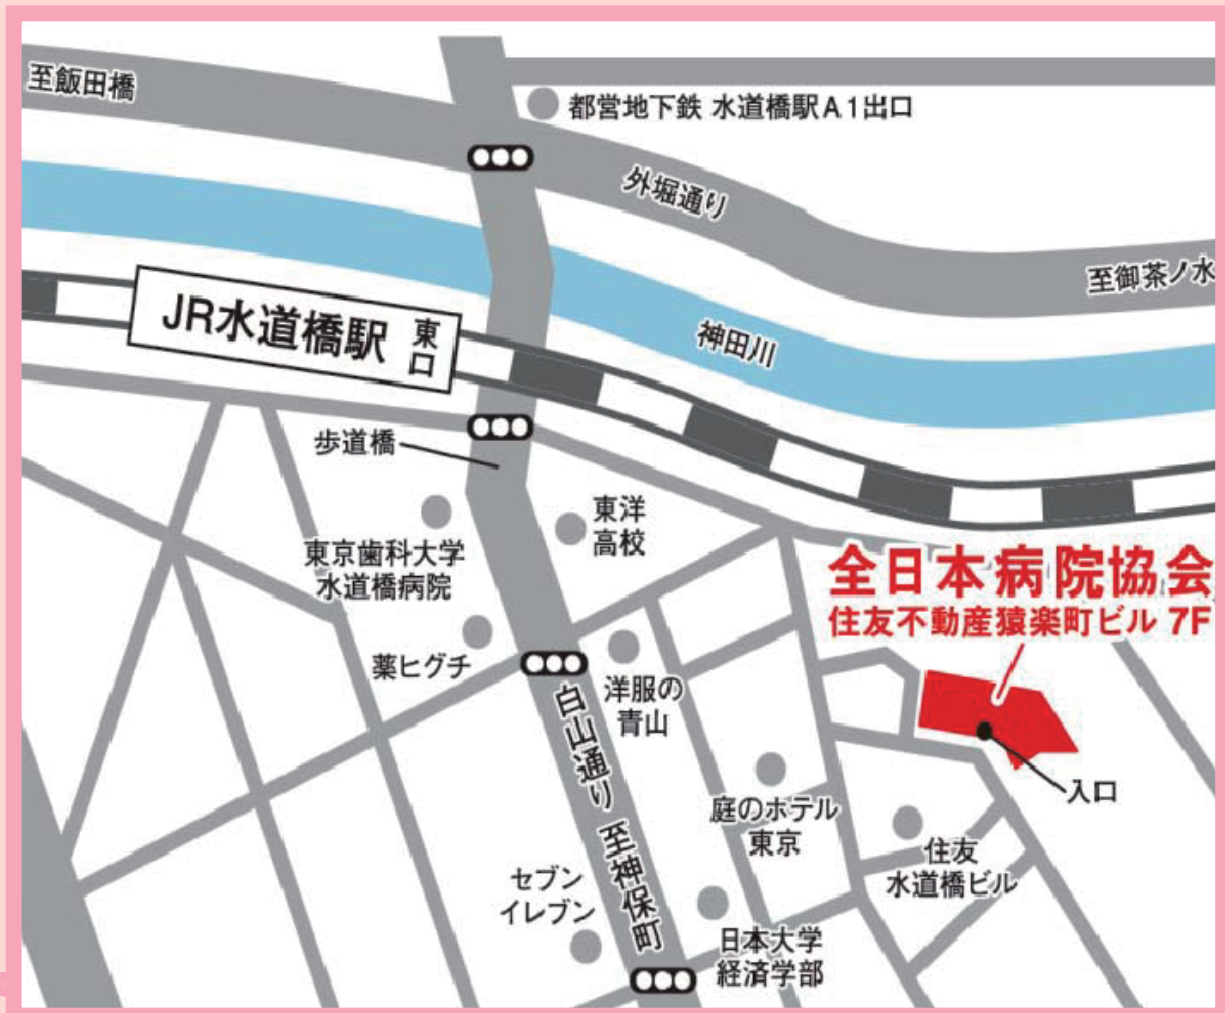 至飯田橋
都営地下鉄 水道橋駅A1出口
外堀通り
至御茶ノ水
神田川
JR水道橋駅
東口
歩道橋
東洋
高校
東京歯科大学
水道橋病院
全日本病院協会
住友不動産猿楽町ビル 7F
薬ヒグチ
洋服の
青山
白山通り 至神保町
入口
庭のホテル
東京
住友
水道橋ビル
セブン
イレブン
日本大学
経済学部